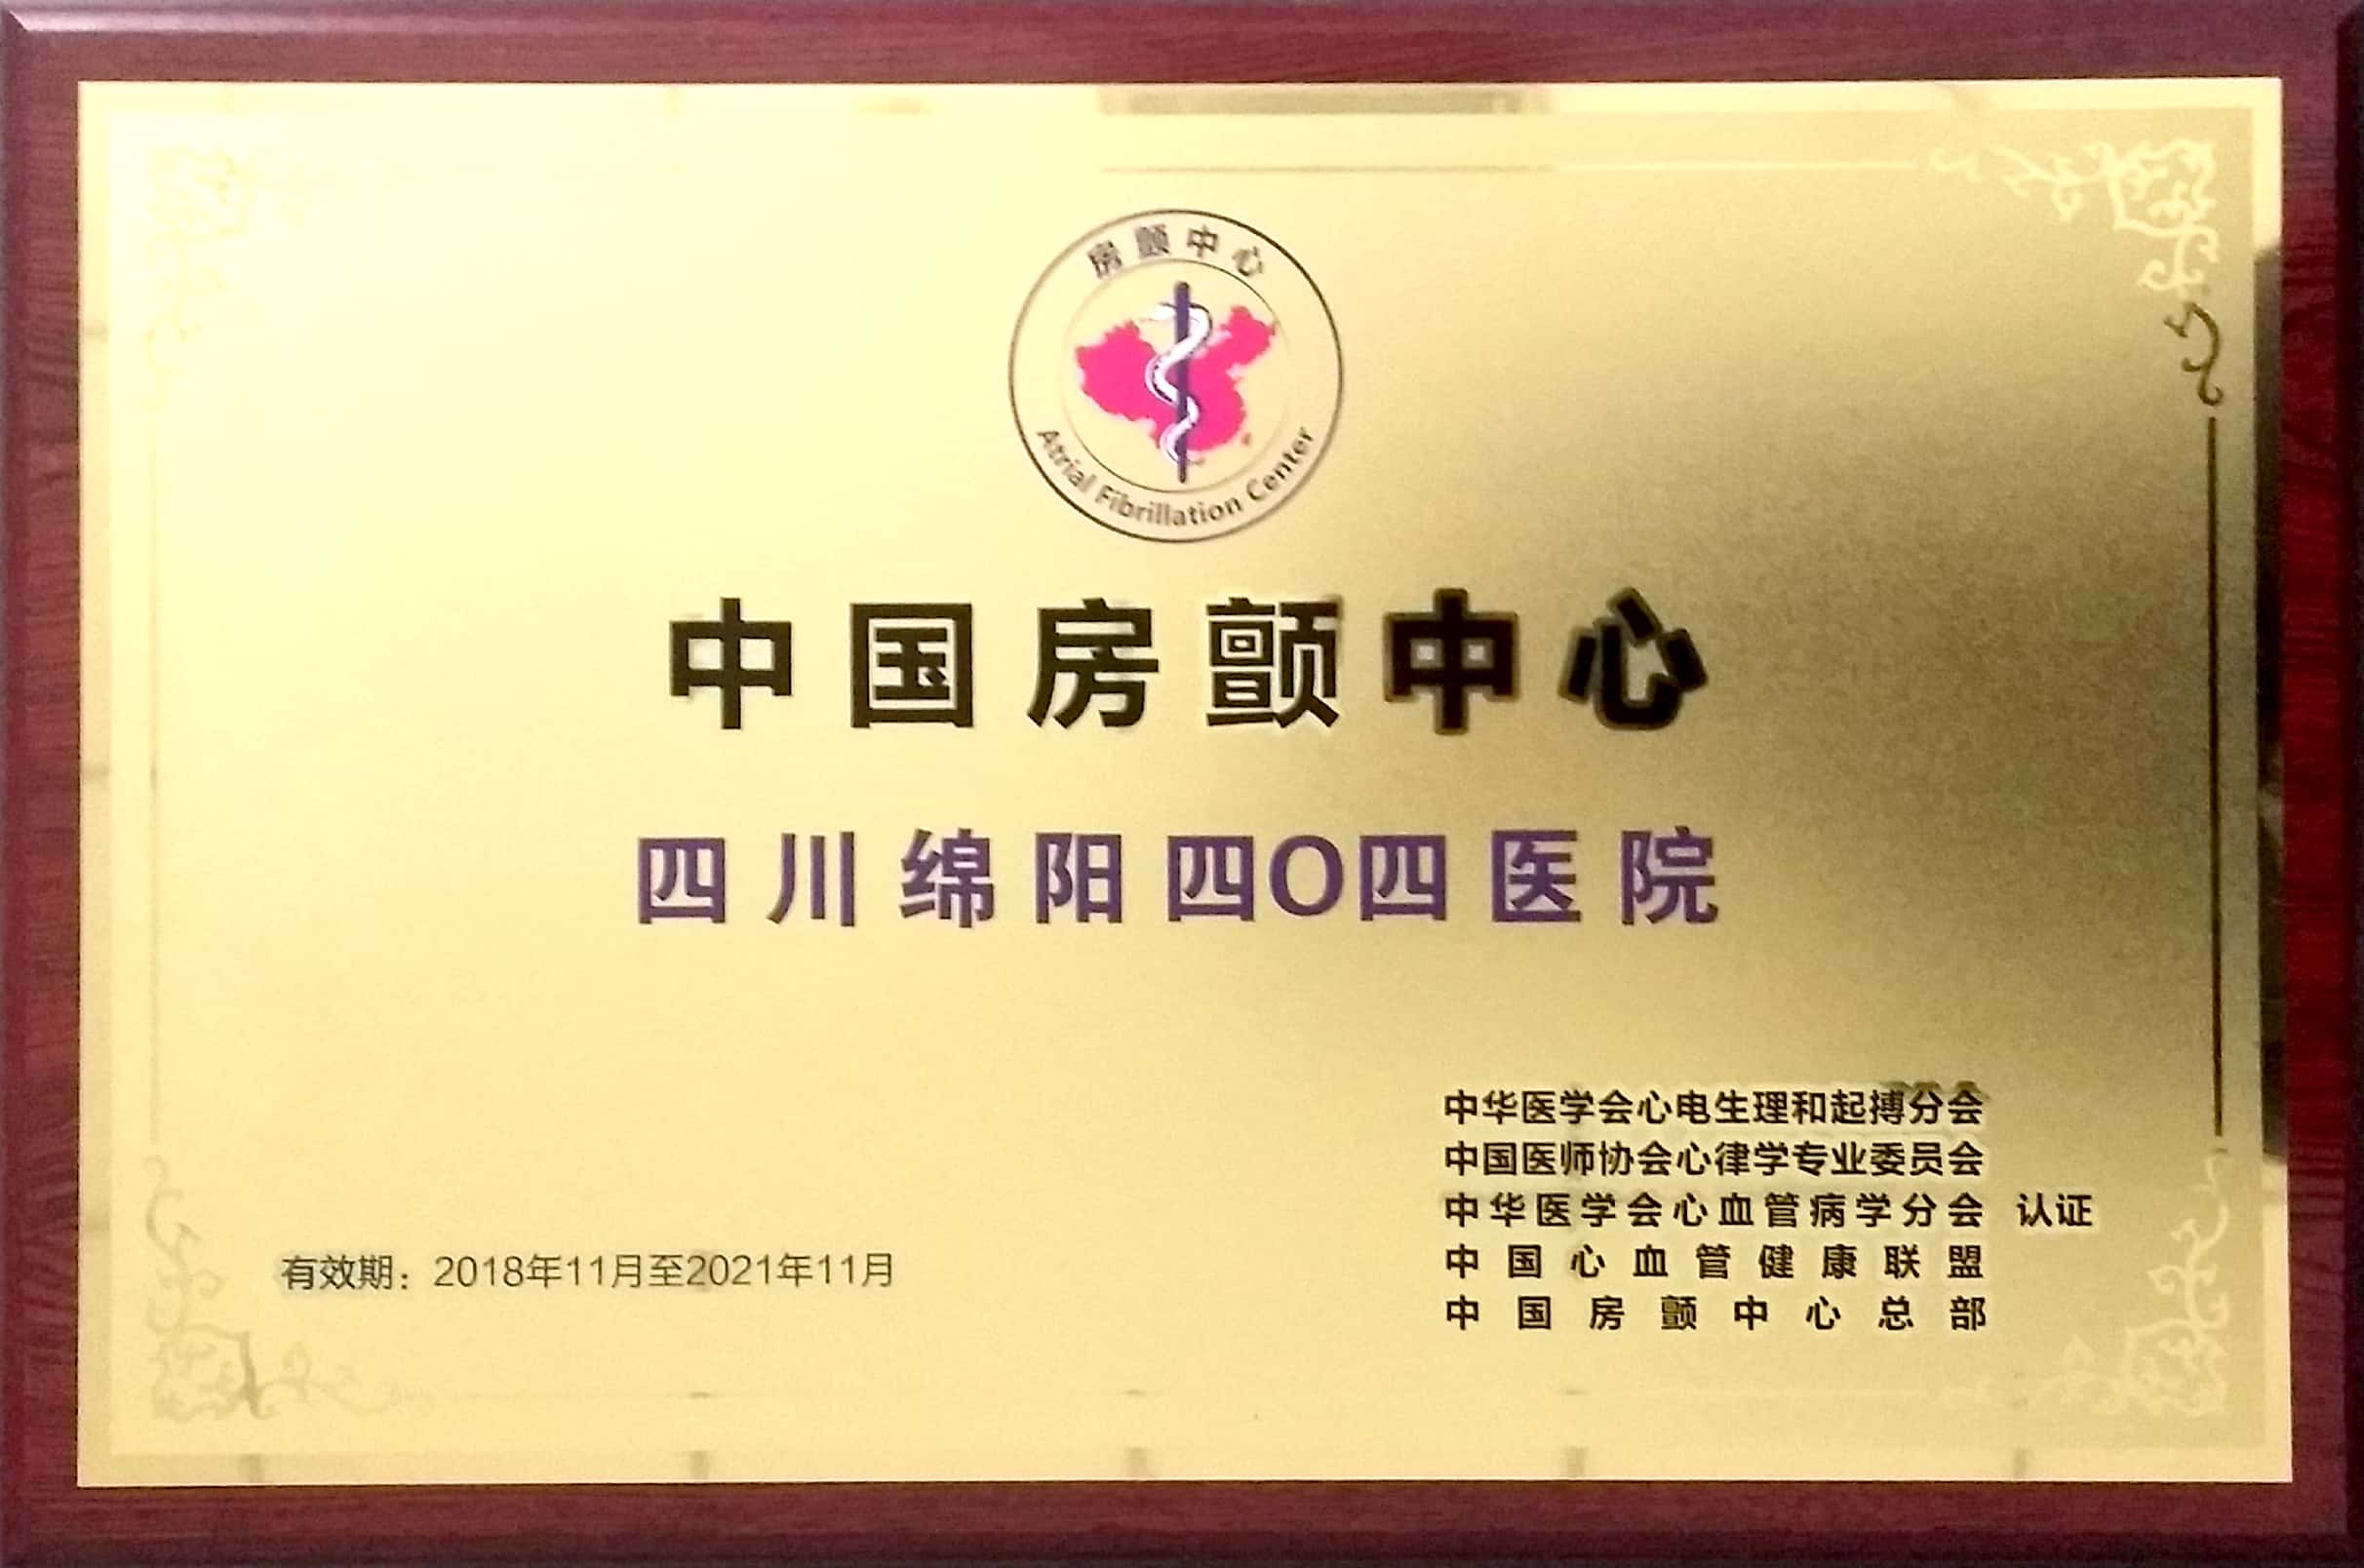 房颤中心
Atrial Fibrillation Center
中国房颤中心
四川绵阳四O四医院
中华医学会心电生理和起搏分会
中国医师协会心律学专业委员会
中华医学会心血管病学分会 认证
中国心血管健康联盟
中国房颤中心总部
有效期：2018年11月至2021年11月